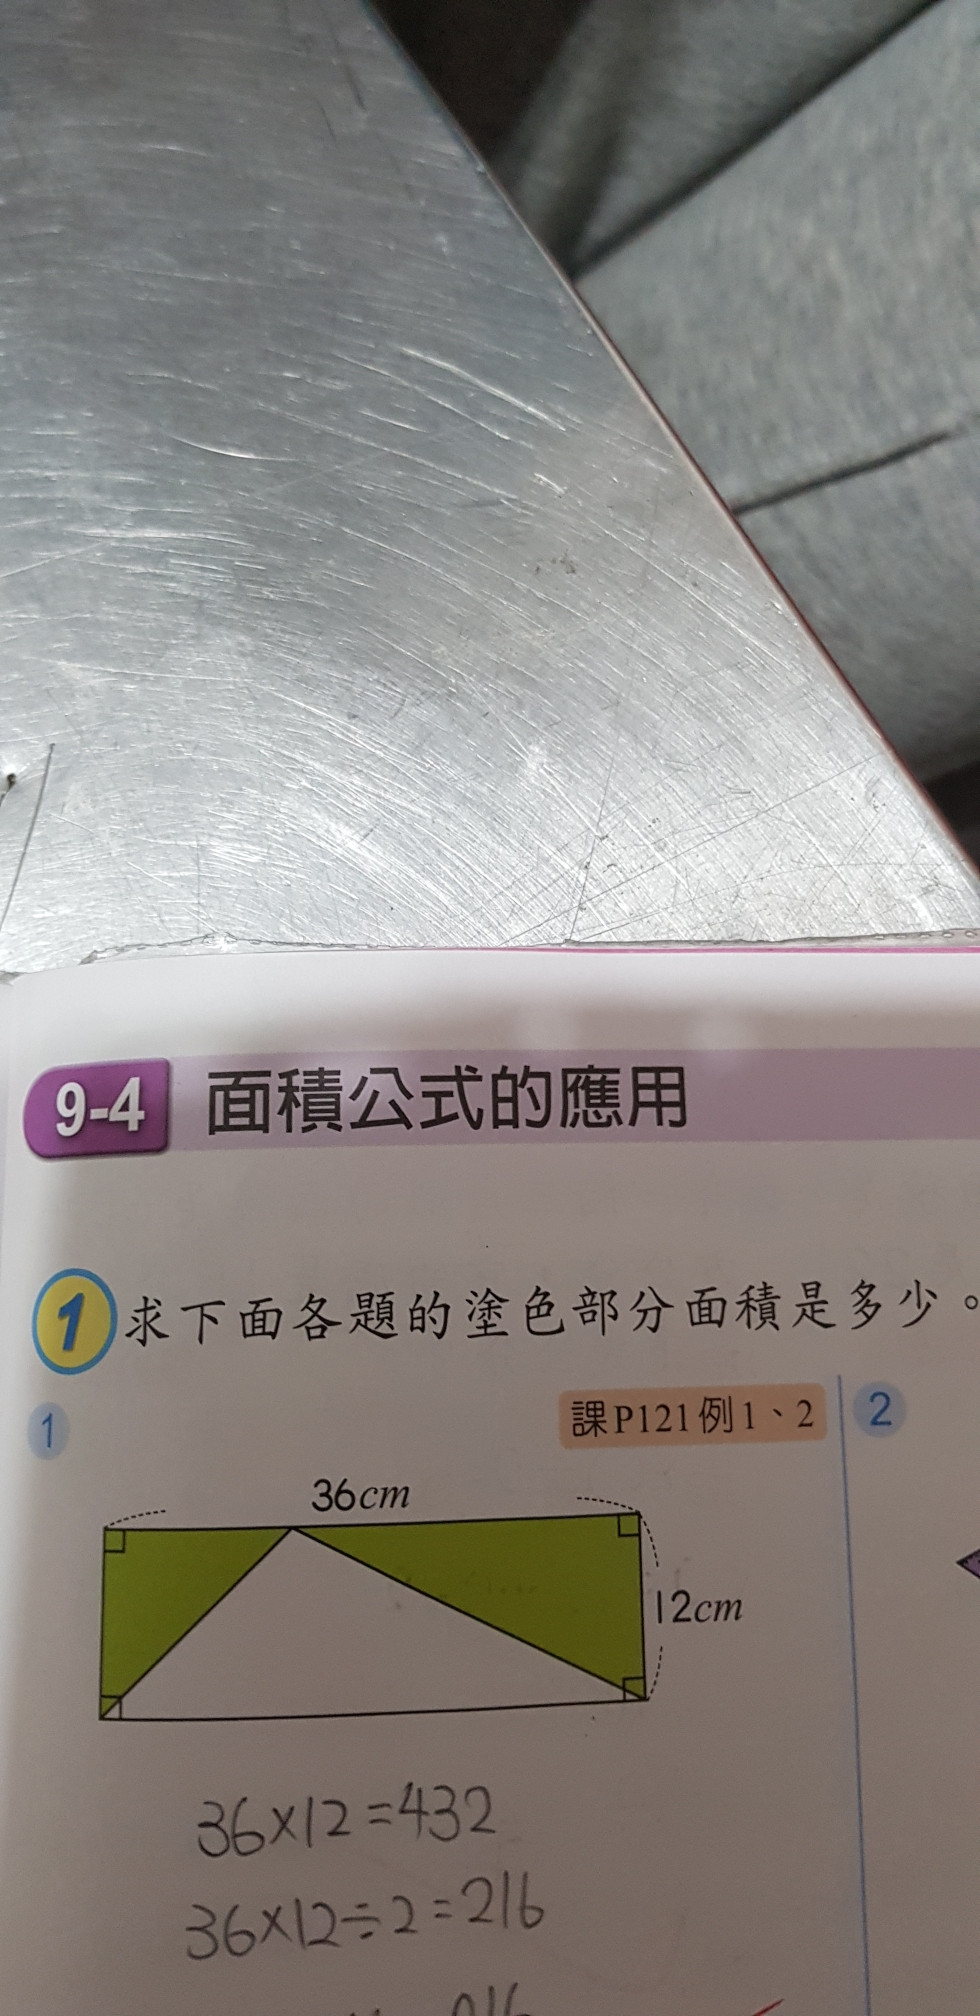 9-4 面積公式的應用
1 求下面各題的塗色部分面積是多少。
1
課P121例1、2
2
36cm
12cm
36×12=432
36×12÷2=216